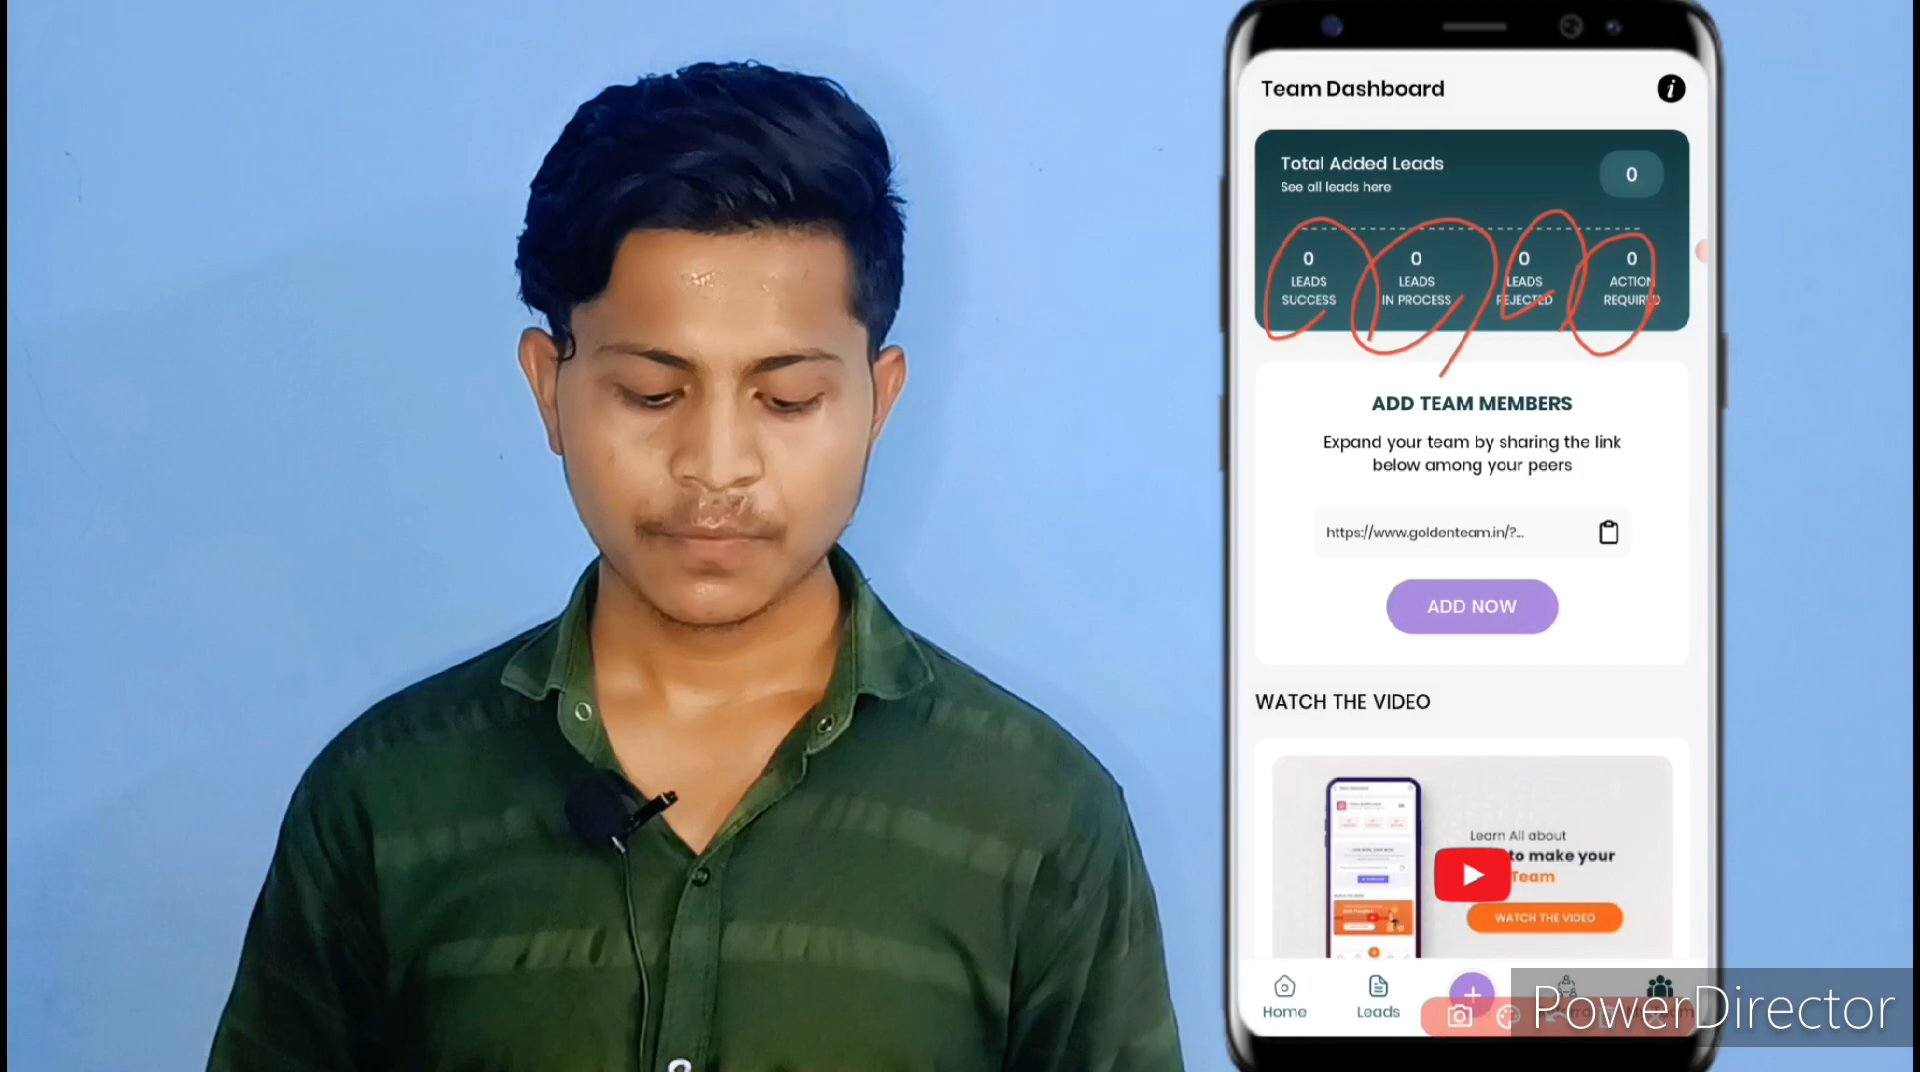 Team Dashboard
Total Added Leads
0
See all leads here
0
0
0
0
LEADS
SUCCESS
LEADS
IN PROCESS
LEADS
REJECTED
ACTION
REQUIRED
ADD TEAM MEMBERS
Expand your team by sharing the link
below among your peers
https://www.goldenteam.in/?...
ADD NOW
WATCH THE VIDEO
Learn All about
to make your
Team
WATCH THE VIDEO
Home
Leads
PowerDirector